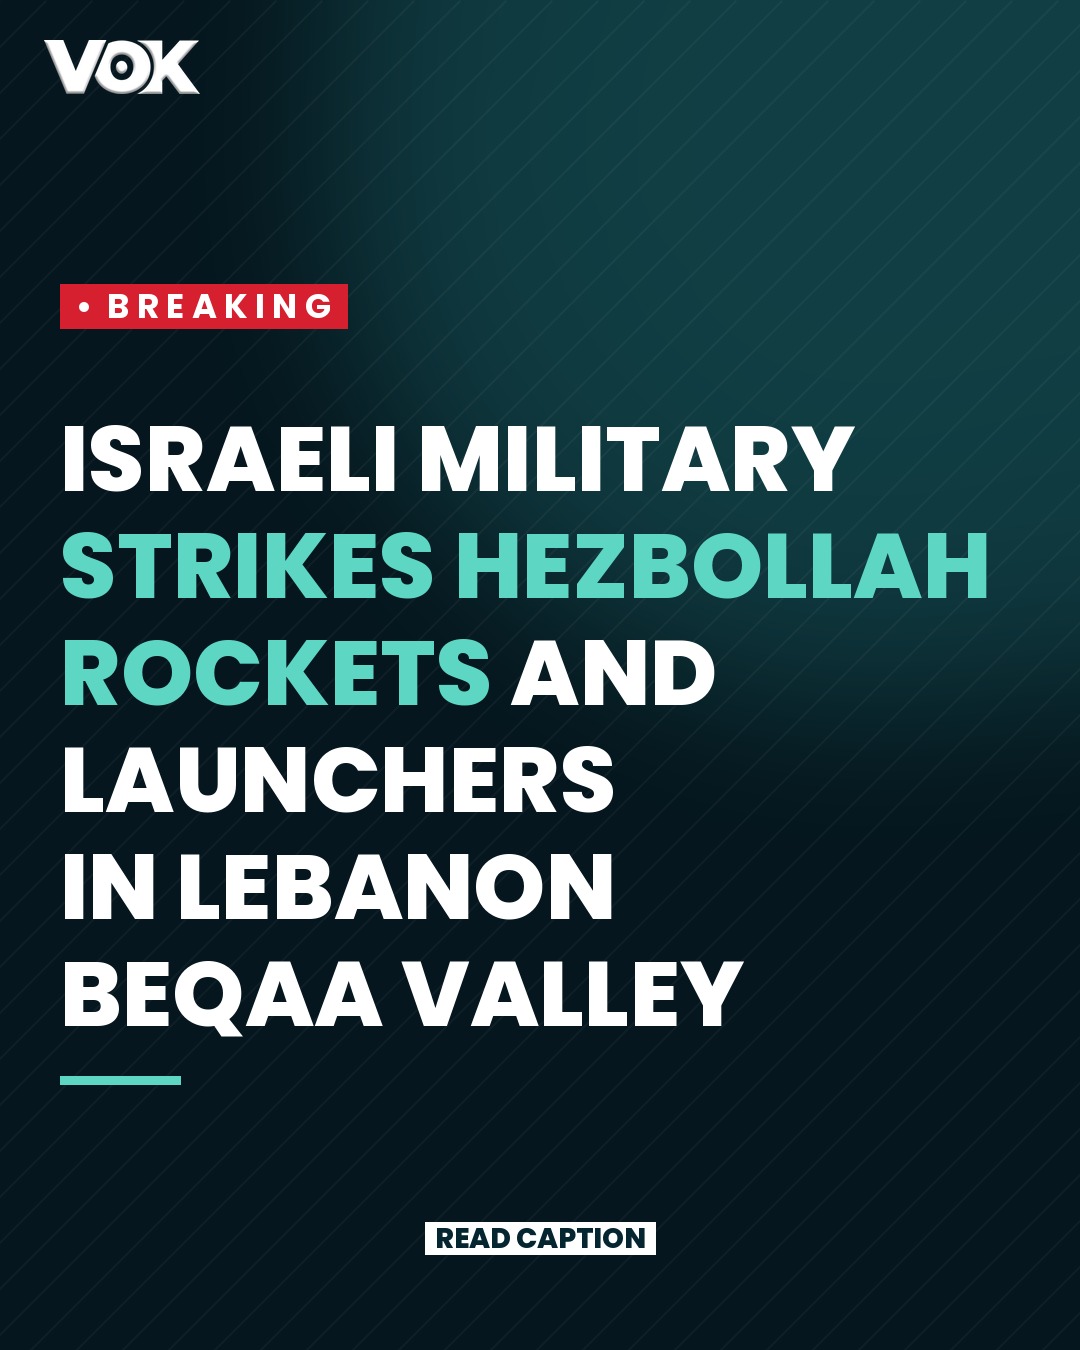 VOK
• BREAKING
ISRAELI MILITARY
STRIKES HEZBOLLAH
ROCKETS AND
LAUNCHERS
IN LEBANON
BEQAA VALLEY
READ CAPTION